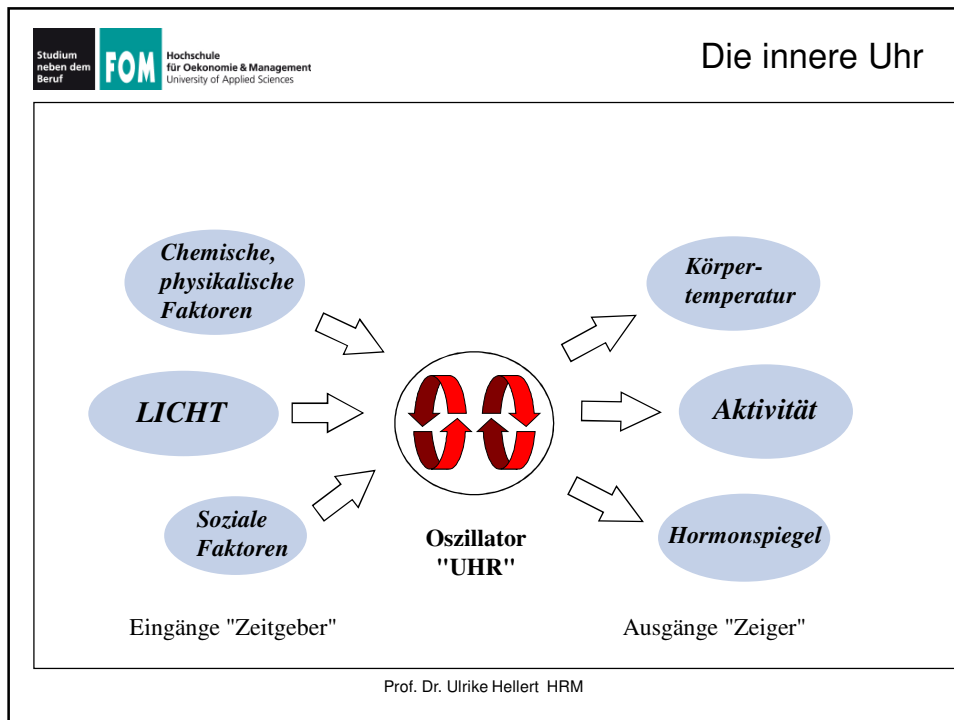 Studium
neben dem
Beruf
FOM
Hochschule
für Oekonomie & Management
University of Applied Sciences
Die innere Uhr
Chemische,
physikalische
Faktoren
LICHT
Soziale
Faktoren
Oszillator
"UHR"
Körper-
temperatur
Aktivität
Hormonspiegel
Eingänge "Zeitgeber"
Ausgänge "Zeiger"
Prof. Dr. Ulrike Hellert HRM